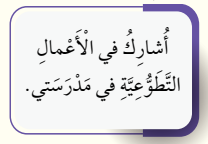 أُشارِكُ في الْأَعْمالِ
التَّطَوُّعِيَّةِ في مَدْرَسَتي.